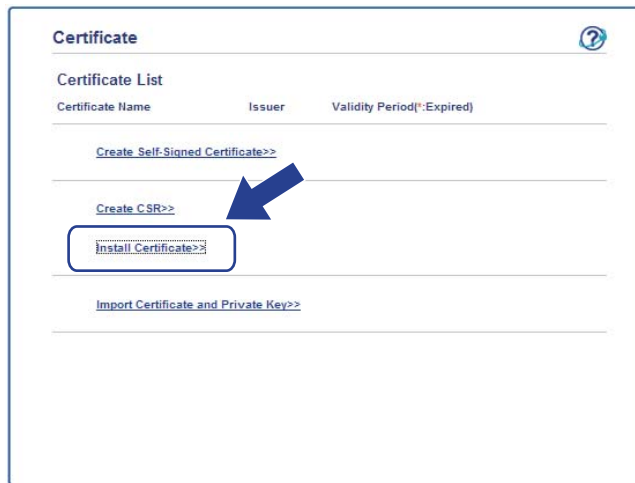 Certificate
Certificate List
Certificate Name Issuer Validity Period(*:Expired)
Create Self-Signed Certificate>>
Create CSR>>
Install Certificate>>
Import Certificate and Private Key>>